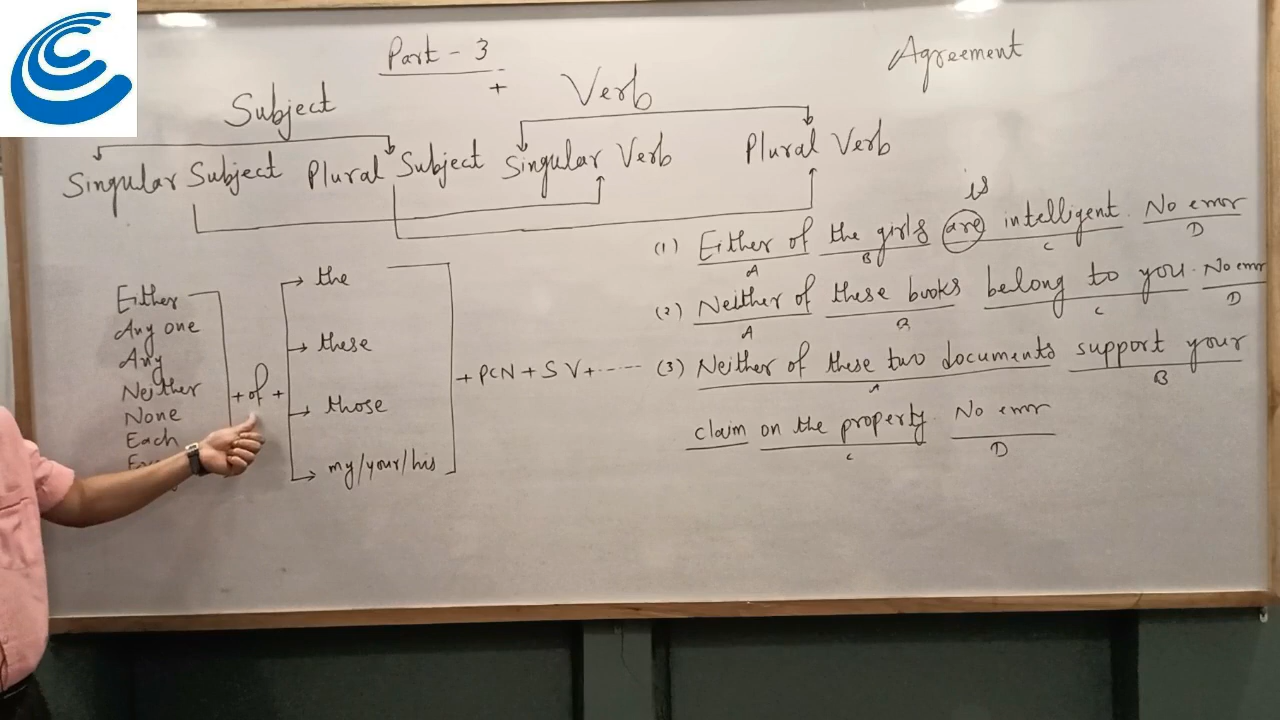 Part - 3
Agreement
Subject + Verb
Singular Subject Plural Subject Singular Verb Plural Verb
is
(1) Either of the girls are intelligent. No error
A B C D
(2) Neither of these books belong to you. No error
A B C D
(3) Neither of these two documents support your
A B
claim on the property. No error
C D
Either
Any one
Any
Neither
None
Each
+ of +
the
these
those
my/your/his
+ PCN + S V + ......